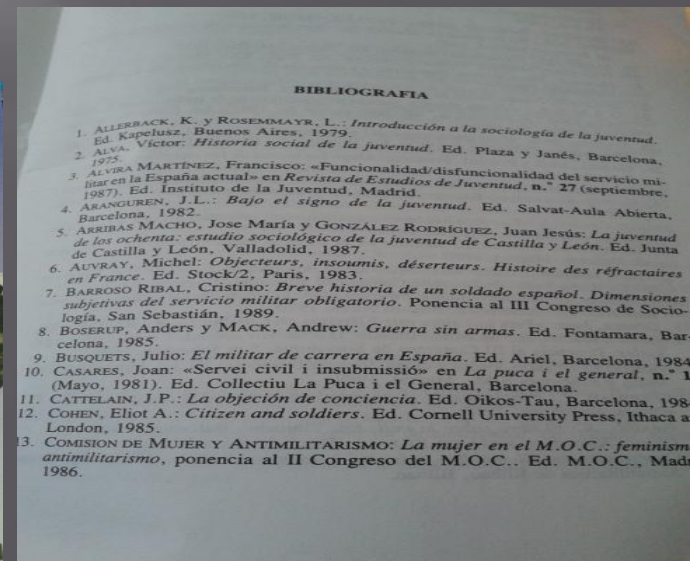 BIBLIOGRAFIA
1. ALLERBACK, K. y ROSEMMAYR, L.: Introducción a la sociología de la juventud.
Ed. Kapelusz, Buenos Aires, 1979.
2. ALVA, Víctor: Historia social de la juventud. Ed. Plaza y Janés, Barcelona,
1975.
3. ALVIRA MARTÍNEZ, Francisco: «Funcionalidad/disfuncionalidad del servicio mi-
litar en la España actual» en Revista de Estudios de Juventud, n.º 27 (septiembre,
1987). Ed. Instituto de la Juventud, Madrid.
4. ARANGUREN, J.L.: Bajo el signo de la juventud. Ed. Salvat-Aula Abierta,
Barcelona, 1982.
5. ARRIBAS MACHO, Jose María y GONZÁLEZ RODRÍGUEZ, Juan Jesús: La juventud
de los ochenta: estudio sociológico de la juventud de Castilla y León. Ed. Junta
de Castilla y León, Valladolid, 1987.
6. AUVRAY, Michel: Objecteurs, insoumis, déserteurs. Histoire des réfractaires
en France. Ed. Stock/2, Paris, 1983.
7. BARROSO RIBAL, Cristino: Breve historia de un soldado español. Dimensiones
subjetivas del servicio militar obligatorio. Ponencia al III Congreso de Socio-
logía, San Sebastián, 1989.
8. BOSERUP, Anders y MACK, Andrew: Guerra sin armas. Ed. Fontamara, Bar-
celona, 1985.
9. BUSQUETS, Julio: El militar de carrera en España. Ed. Ariel, Barcelona, 1984
10. CASARES, Joan: «Servei civil i insubmissió» en La puca i el general, n.º 1
(Mayo, 1981). Ed. Collectiu La Puca i el General, Barcelona.
11. CATTELAIN, J.P.: La objeción de conciencia. Ed. Oikos-Tau, Barcelona, 198
12. COHEN, Eliot A.: Citizen and soldiers. Ed. Cornell University Press, Ithaca a
London, 1985.
13. COMISION DE MUJER Y ANTIMILITARISMO: La mujer en el M.O.C.: feminism
antimilitarismo, ponencia al II Congreso del M.O.C.. Ed. M.O.C., Mad
1986.